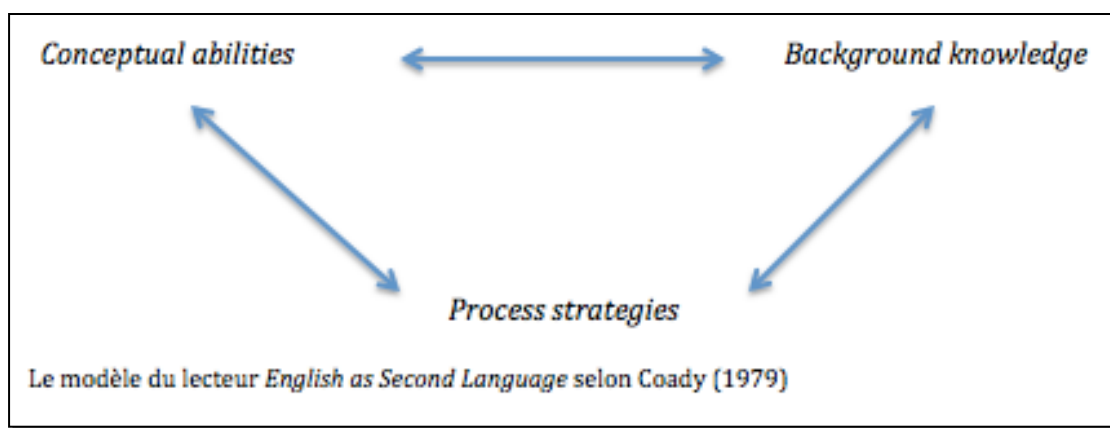 Conceptual abilities
Background knowledge
Process strategies
Le modèle du lecteur English as Second Language selon Coady (1979)